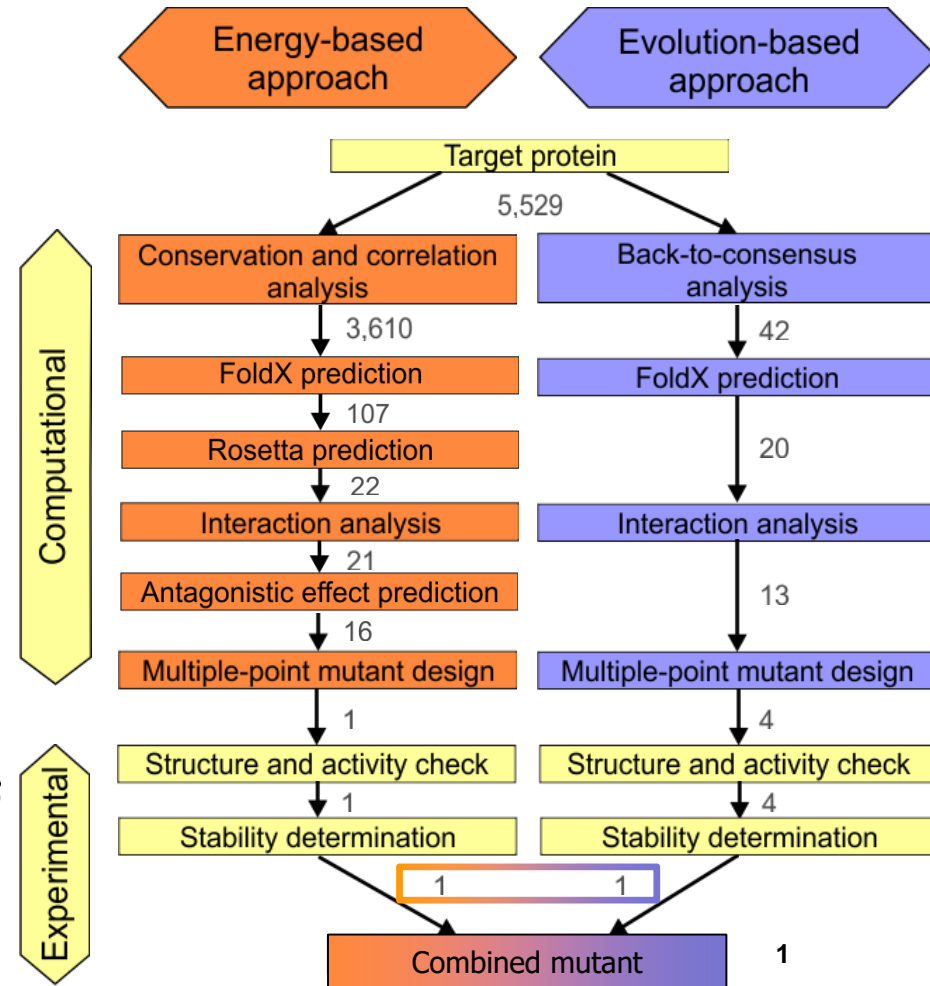 Energy-based
approach
Evolution-based
approach
Target protein
5,529
Conservation and correlation
analysis
Back-to-consensus
analysis
3,610
42
FoldX prediction
FoldX prediction
107
Rosetta prediction
20
22
Interaction analysis
Interaction analysis
21
Antagonistic effect prediction
13
16
Multiple-point mutant design
Multiple-point mutant design
1
4
Structure and activity check
Structure and activity check
1
4
Stability determination
Stability determination
1
1
Combined mutant
1
Computational
Experimental